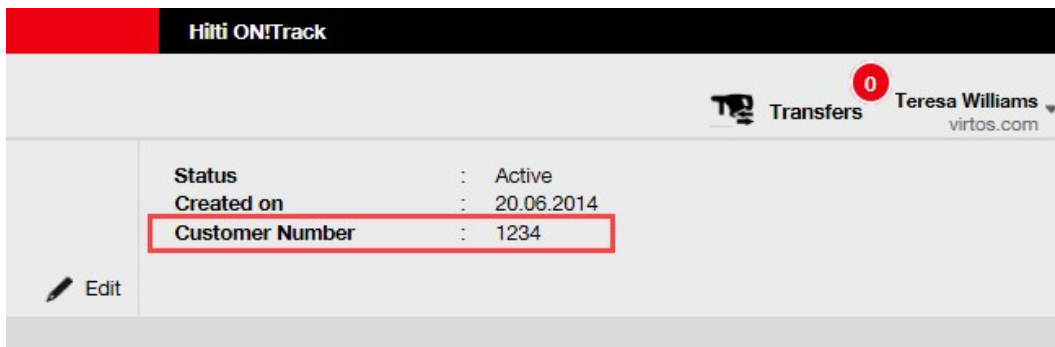 Hilti ON!Track
0
Transfers
Teresa Williams
virtos.com
Status : Active
Created on : 20.06.2014
Customer Number : 1234
Edit